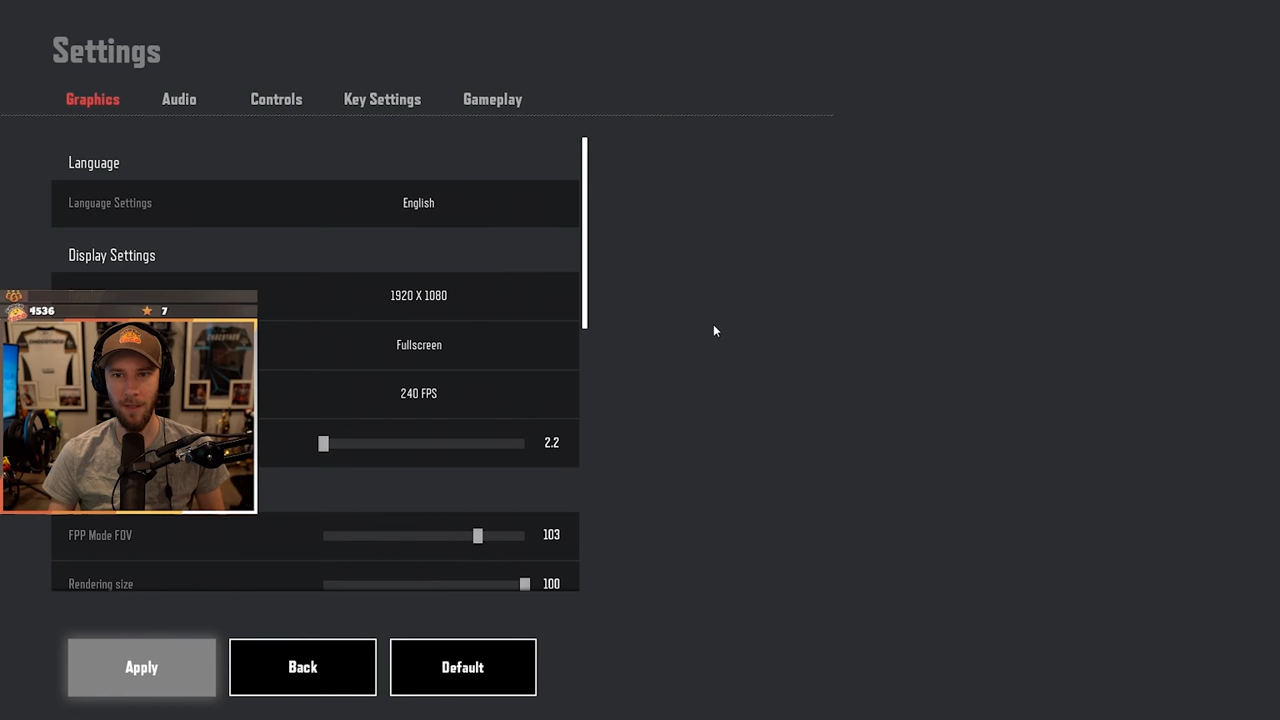 Settings
Graphics Audio Controls Key Settings Gameplay
Language
Language Settings English
Display Settings
1920 X 1080
4536 7
Fullscreen
240 FPS
2.2
FPP Mode FOV 103
Rendering size 100
Apply Back Default